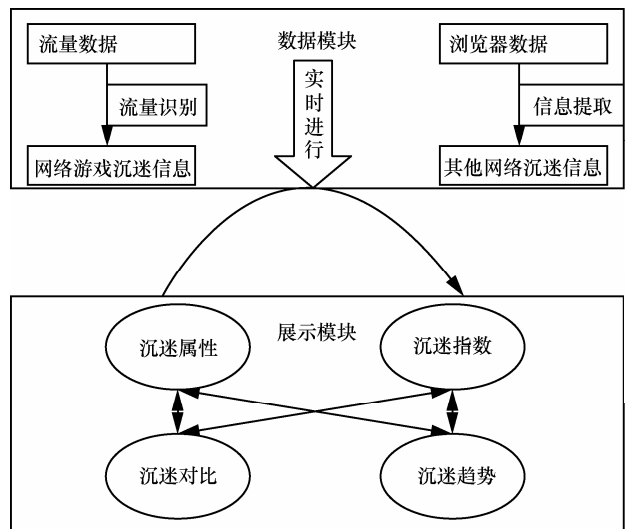 流量数据
数据模块
浏览器数据
实时进行
流量识别
信息提取
网络游戏沉迷信息
其他网络沉迷信息
沉迷属性
展示模块
沉迷指数
沉迷对比
沉迷趋势